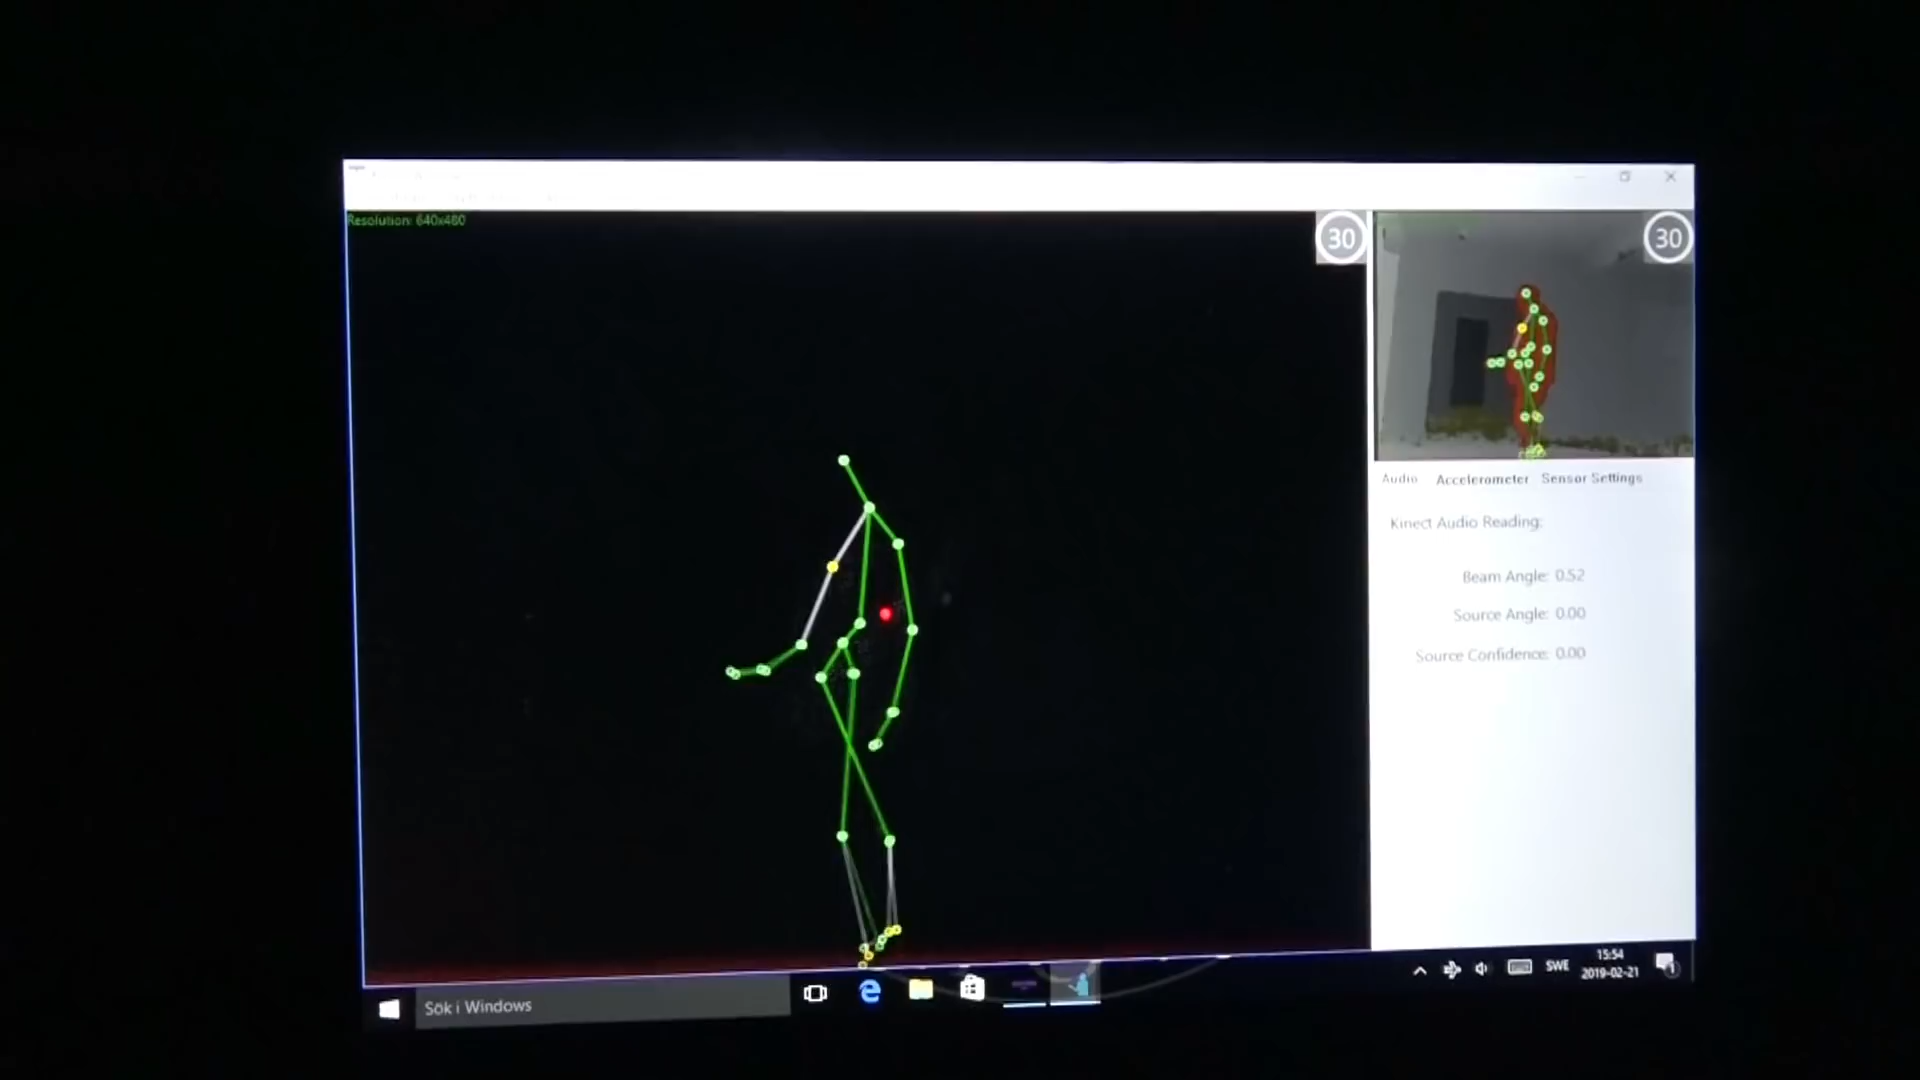 Resolution: 640x480
30
30
Audio Accelerometer Sensor Settings
Kinect Audio Reading:
Beam Angle: 0.52
Source Angle: 0.00
Source Confidence: 0.00
Sök i Windows
SWE
15:54
2019-02-21
1